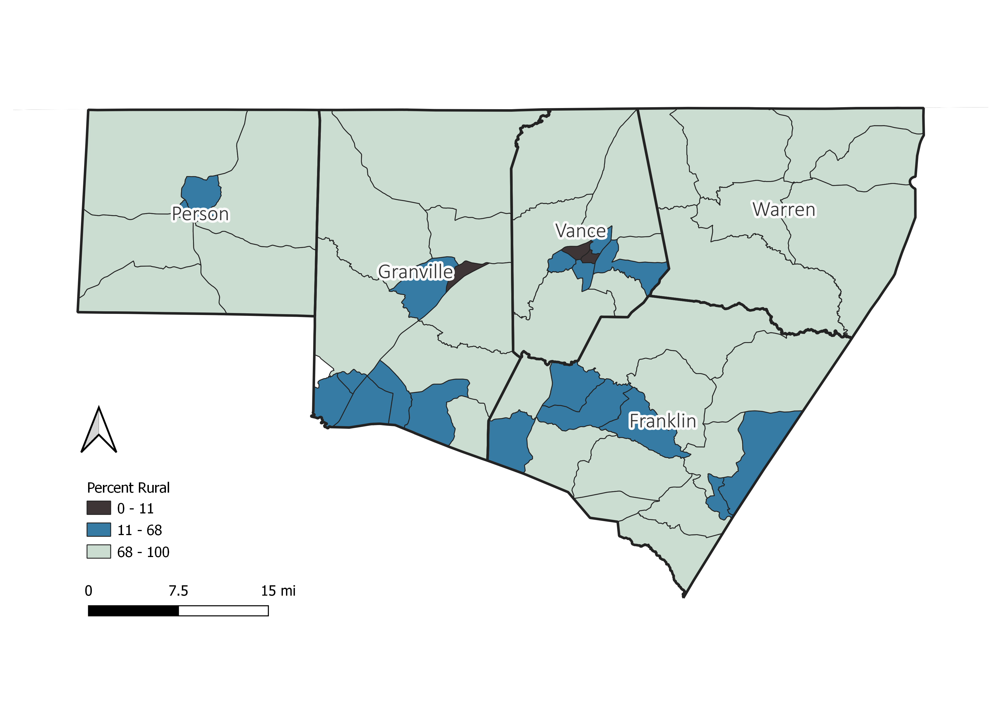 Person
Warren
Vance
Granville
Franklin
Percent Rural
0 - 11
11 - 68
68 - 100
0 7.5 15 mi